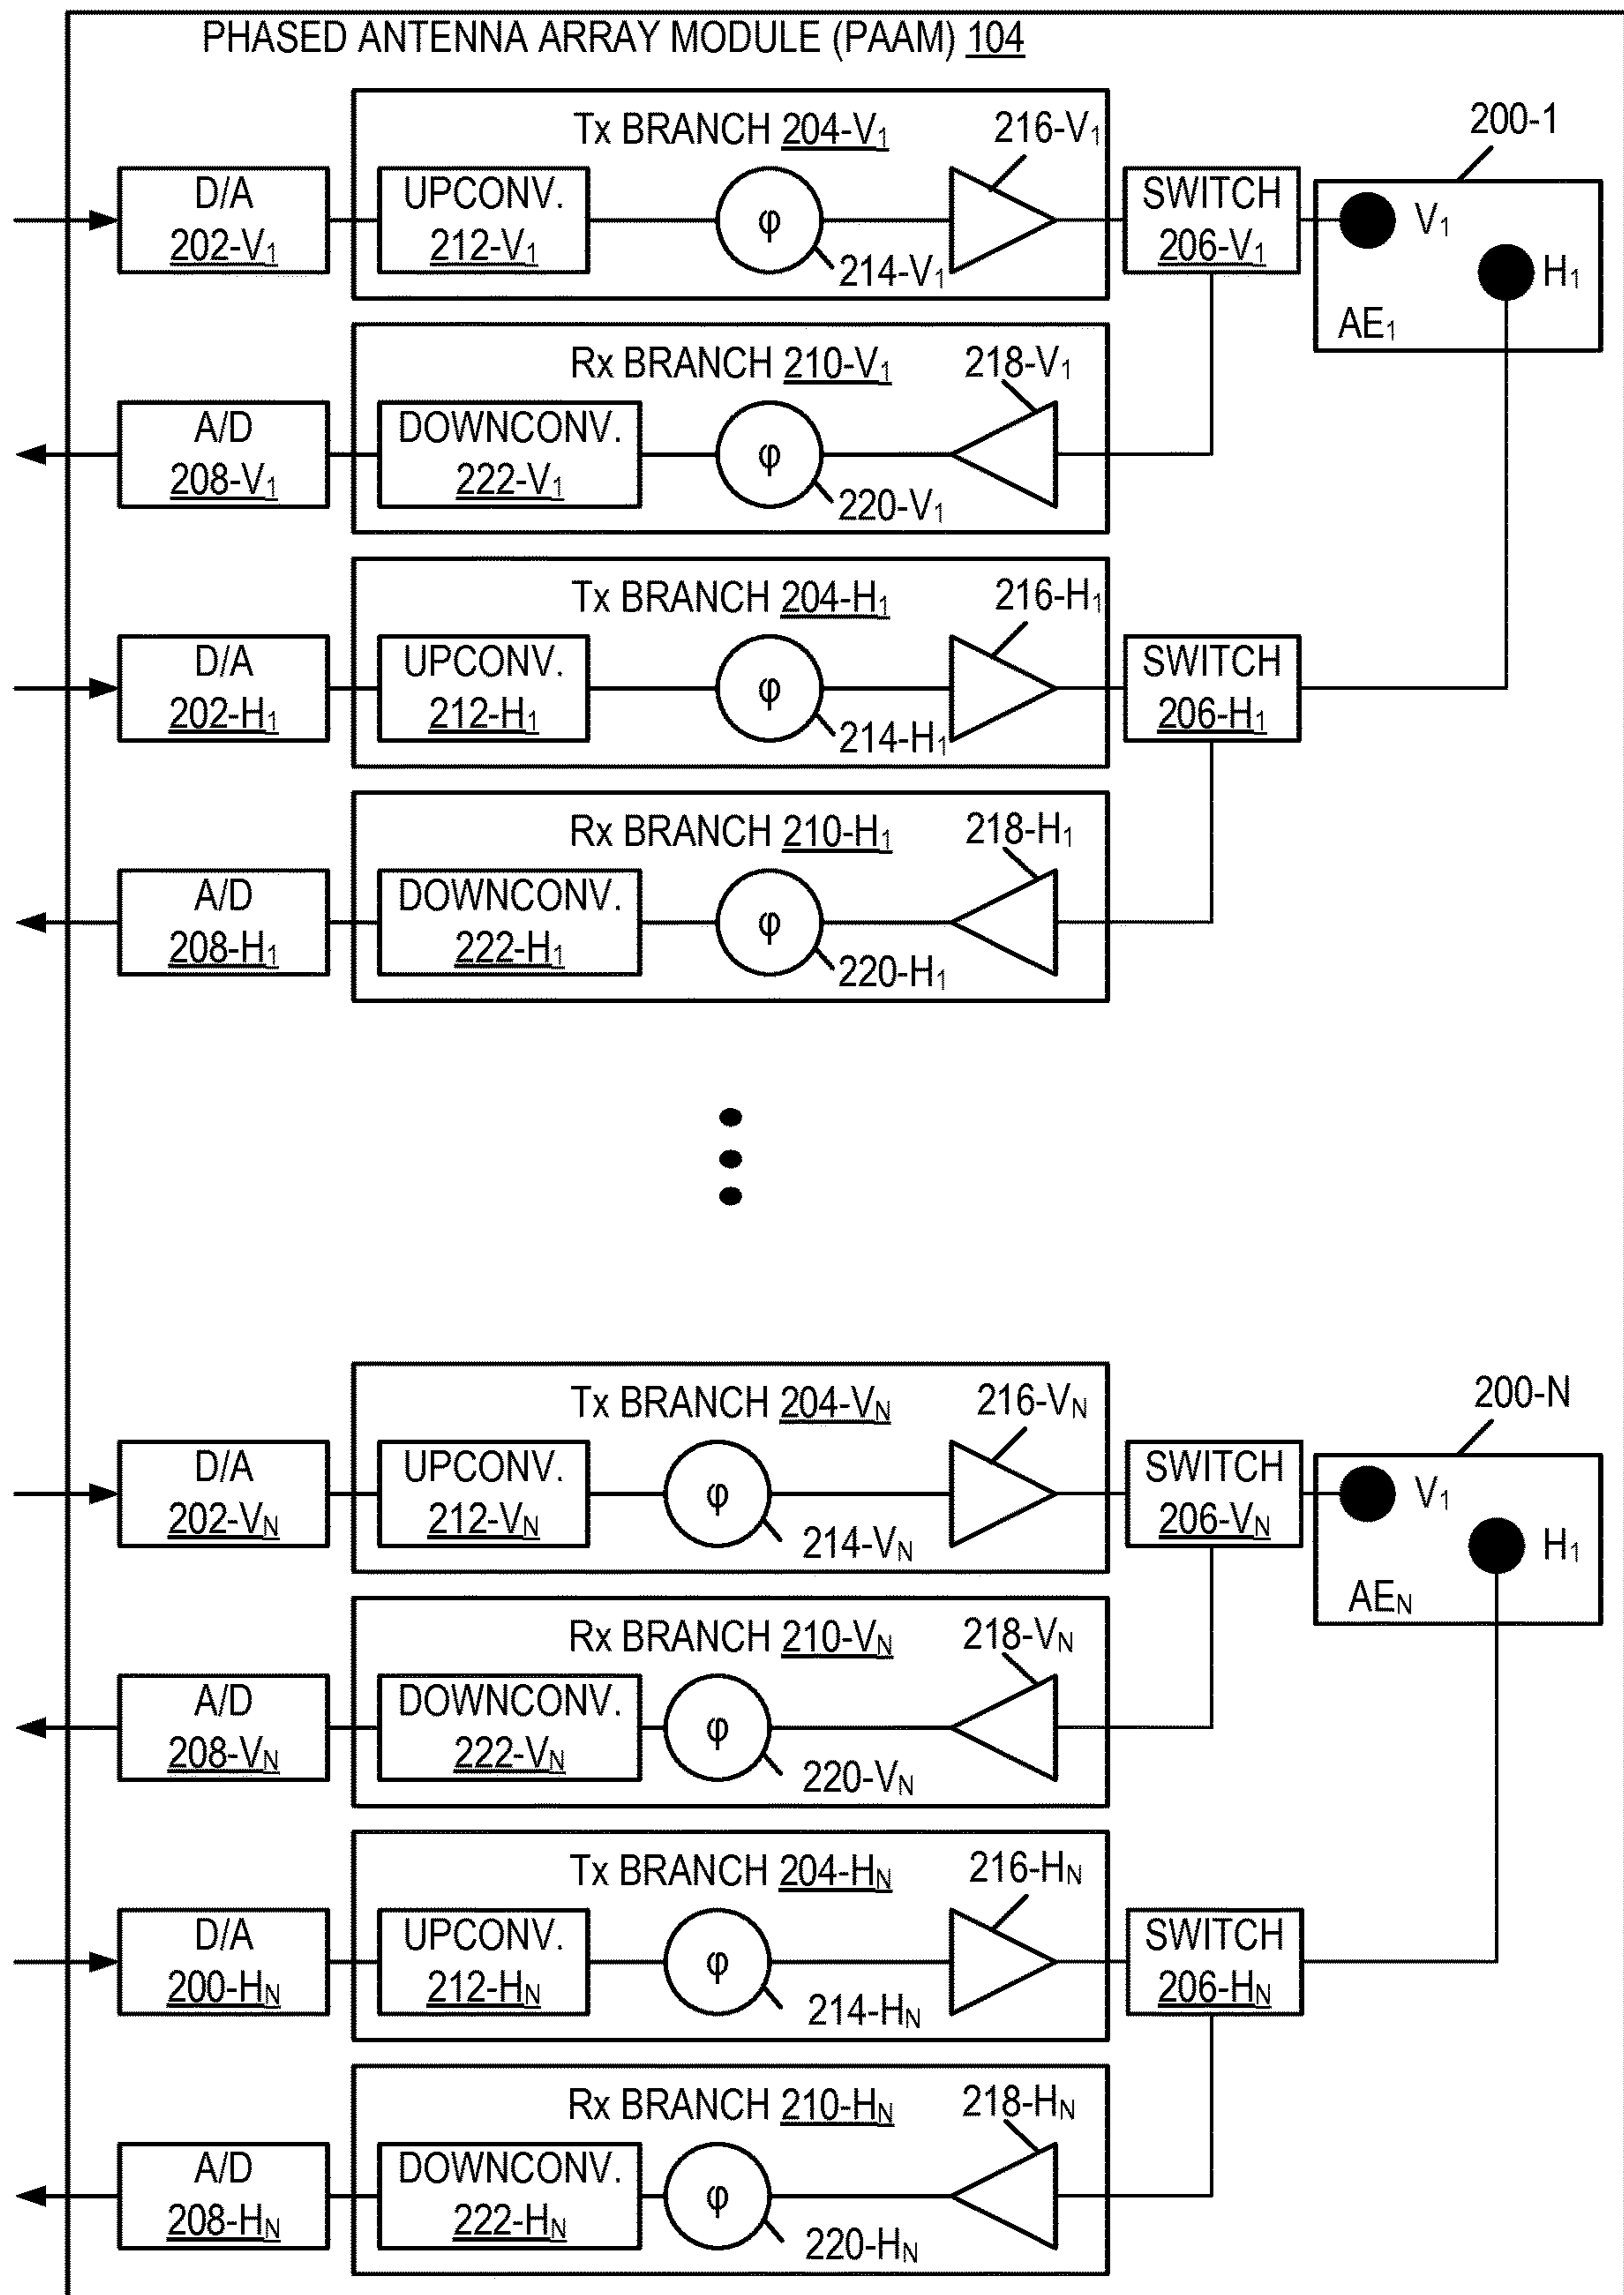 PHASED ANTENNA ARRAY MODULE (PAAM) 104
Tx BRANCH 204-V1
216-V1
200-1
D/A
202-V1
UPCONV.
212-V1
φ
214-V1
SWITCH
206-V1
V1
H1
AE1
Rx BRANCH 210-V1
218-V1
A/D
208-V1
DOWNCONV.
222-V1
φ
220-V1
Tx BRANCH 204-H1
216-H1
D/A
202-H1
UPCONV.
212-H1
φ
214-H1
SWITCH
206-H1
Rx BRANCH 210-H1
218-H1
A/D
208-H1
DOWNCONV.
222-H1
φ
220-H1
Tx BRANCH 204-VN
216-VN
200-N
D/A
202-VN
UPCONV.
212-VN
φ
214-VN
SWITCH
206-VN
V1
H1
AEN
Rx BRANCH 210-VN
218-VN
A/D
208-VN
DOWNCONV.
222-VN
φ
220-VN
Tx BRANCH 204-HN
216-HN
D/A
200-HN
UPCONV.
212-HN
φ
214-HN
SWITCH
206-HN
Rx BRANCH 210-HN
218-HN
A/D
208-HN
DOWNCONV.
222-HN
φ
220-HN